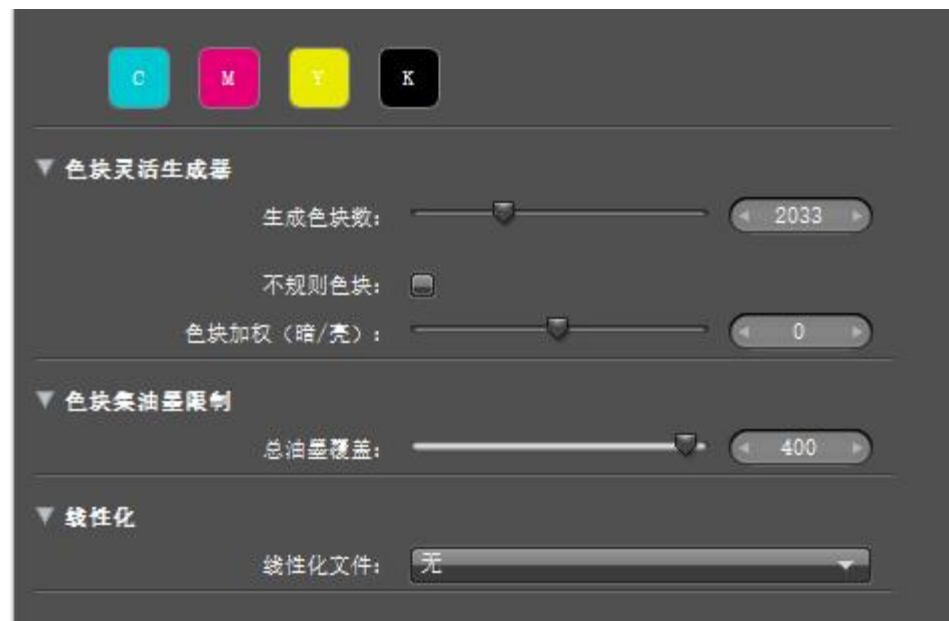 C M Y K
色块灵活生成器
生成色块数: 2033
不规则色块:
色块加权（暗/亮）: 0
色块集油墨限制
总油墨覆盖: 400
线性化
线性化文件: 无